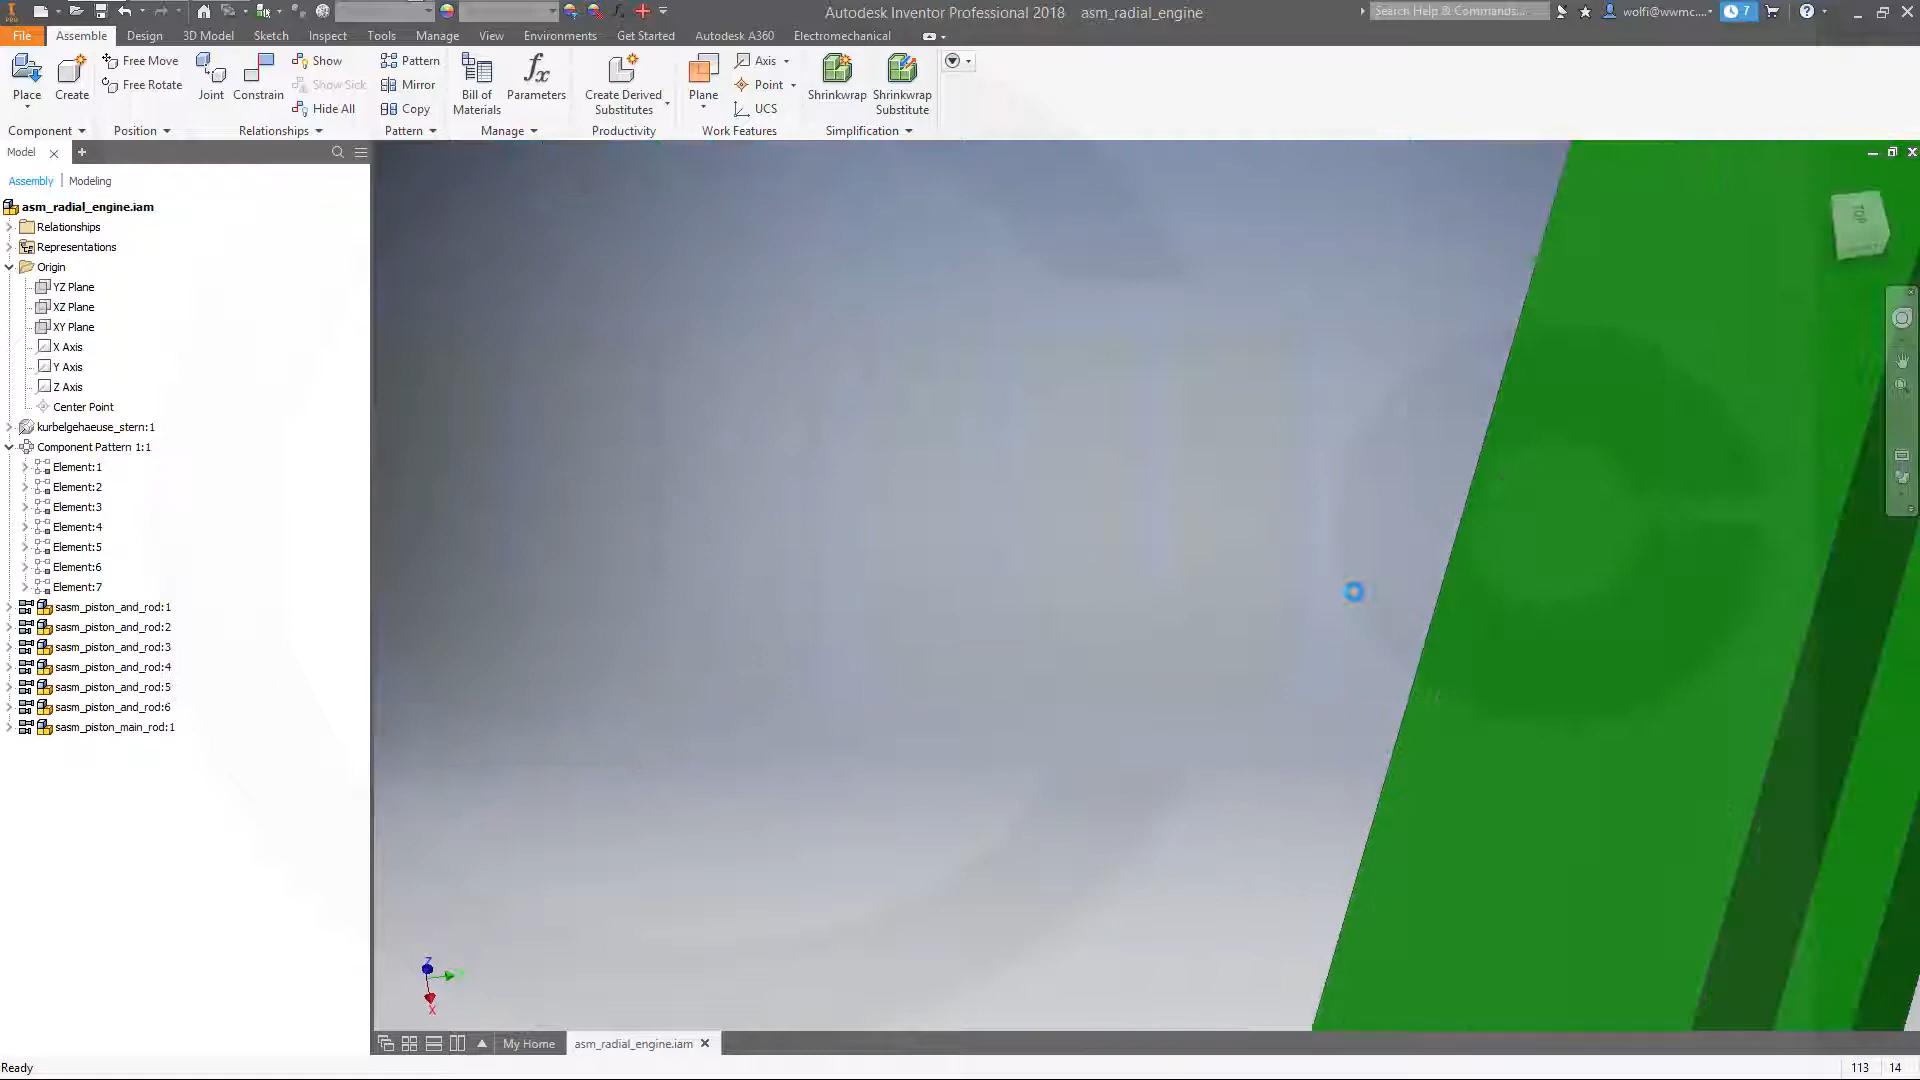 Autodesk Inventor Professional 2018 asm_radial_engine
Search Help & Commands...
wolfi@wwmc....
7
File Assemble Design 3D Model Sketch Inspect Tools Manage View Environments Get Started Autodesk A360 Electromechanical
Place
Create
Free Move
Free Rotate
Joint
Constrain
Show
Show Sick
Hide All
Pattern
Mirror
Copy
Bill of
Materials
Parameters
Create Derived
Substitutes
Plane
Axis
Point
UCS
Shrinkwrap
Shrinkwrap
Substitute
Component Position Relationships Pattern Manage Productivity Work Features Simplification
Model
Assembly Modeling
asm_radial_engine.iam
Relationships
Representations
Origin
YZ Plane
XZ Plane
XY Plane
X Axis
Y Axis
Z Axis
Center Point
kurbelgehaeuse_stern:1
Component Pattern 1:1
Element:1
Element:2
Element:3
Element:4
Element:5
Element:6
Element:7
sasm_piston_and_rod:1
sasm_piston_and_rod:2
sasm_piston_and_rod:3
sasm_piston_and_rod:4
sasm_piston_and_rod:5
sasm_piston_and_rod:6
sasm_piston_main_rod:1
TOP
Z
X
My Home
asm_radial_engine.iam
Ready
113 14